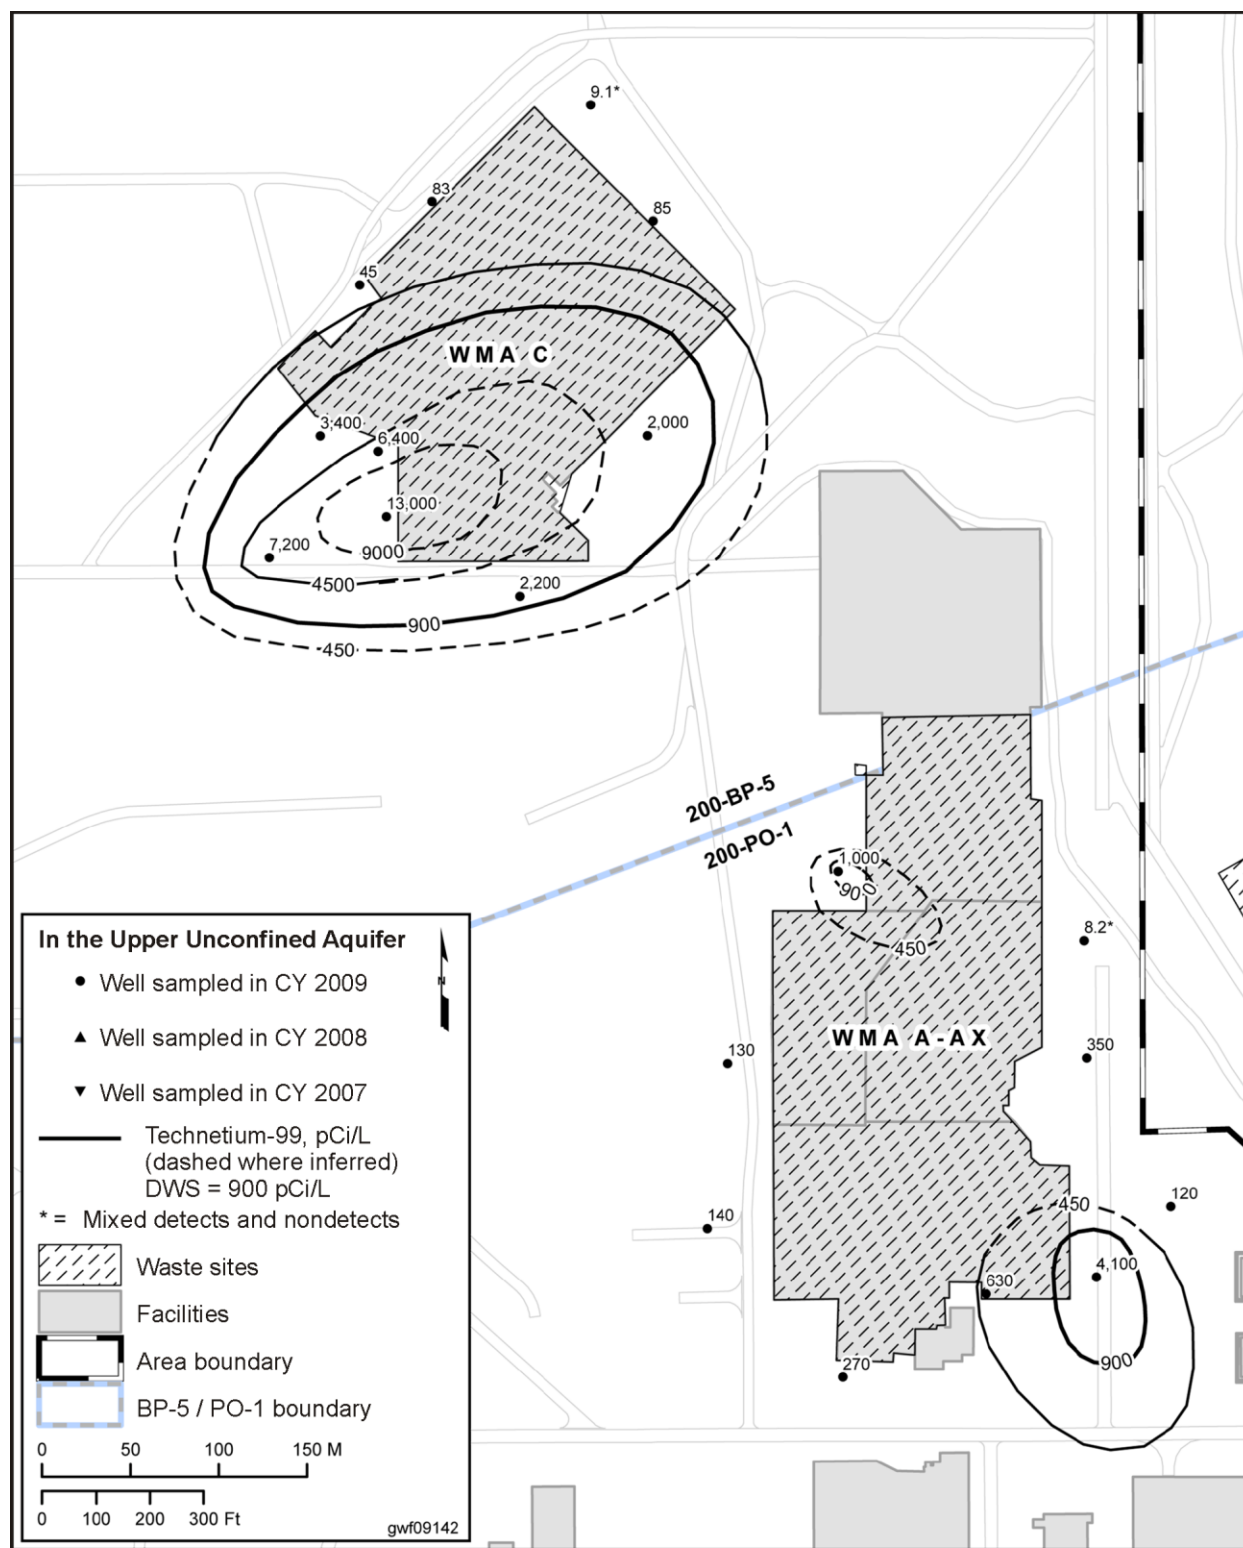 9.1*
83
85
45
WMA C
3,400
6,400
2,000
13,000
7,200
9000
4500
2,200
900
450
200-BP-5
200-PO-1
1,000
900
450
8.2*
WMA A-AX
130
350
140
120
450
4,100
630
900
270
In the Upper Unconfined Aquifer
N
Well sampled in CY 2009
Well sampled in CY 2008
Well sampled in CY 2007
Technetium-99, pCi/L
(dashed where inferred)
DWS = 900 pCi/L
* = Mixed detects and nondetects
Waste sites
Facilities
Area boundary
BP-5 / PO-1 boundary
0 50 100 150 M
0 100 200 300 Ft
gwf09142